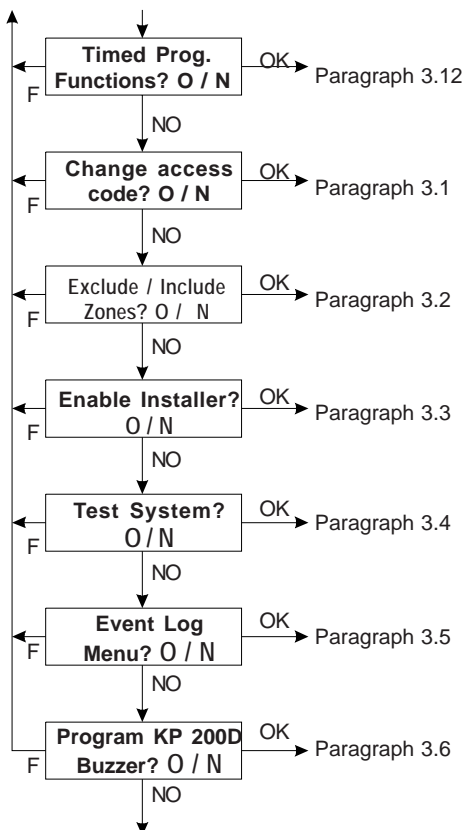 Timed Prog.
Functions? O / N
OK
Paragraph 3.12
F
NO
Change access
code? O / N
OK
Paragraph 3.1
F
NO
Exclude / Include
Zones? O / N
OK
Paragraph 3.2
F
NO
Enable Installer?
O / N
OK
Paragraph 3.3
F
NO
Test System?
O / N
OK
Paragraph 3.4
F
NO
Event Log
Menu? O / N
OK
Paragraph 3.5
F
NO
Program KP 200D
Buzzer? O / N
OK
Paragraph 3.6
F
NO